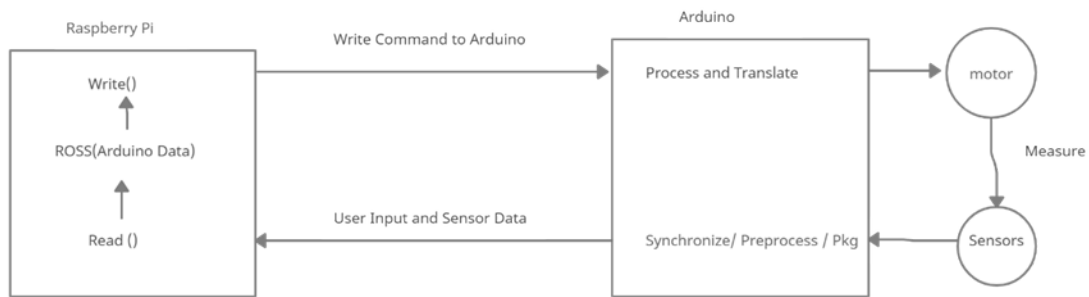 Raspberry Pi
Write Command to Arduino
Arduino
Write()
Process and Translate
motor
ROSS(Arduino Data)
Measure
User Input and Sensor Data
Read ()
Synchronize/ Preprocess / Pkg
Sensors